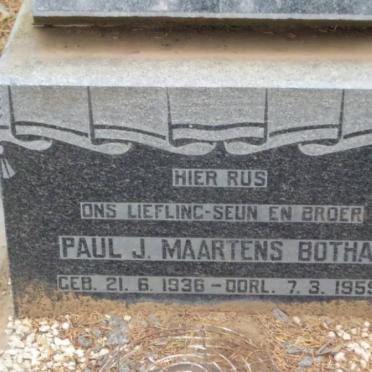 HIER RUS
ONS LIEFLING-SEUN EN BROER
PAUL J. MAARTENS BOTHA
GEB. 21. 6. 1936 – OORL. 7. 3. 1959